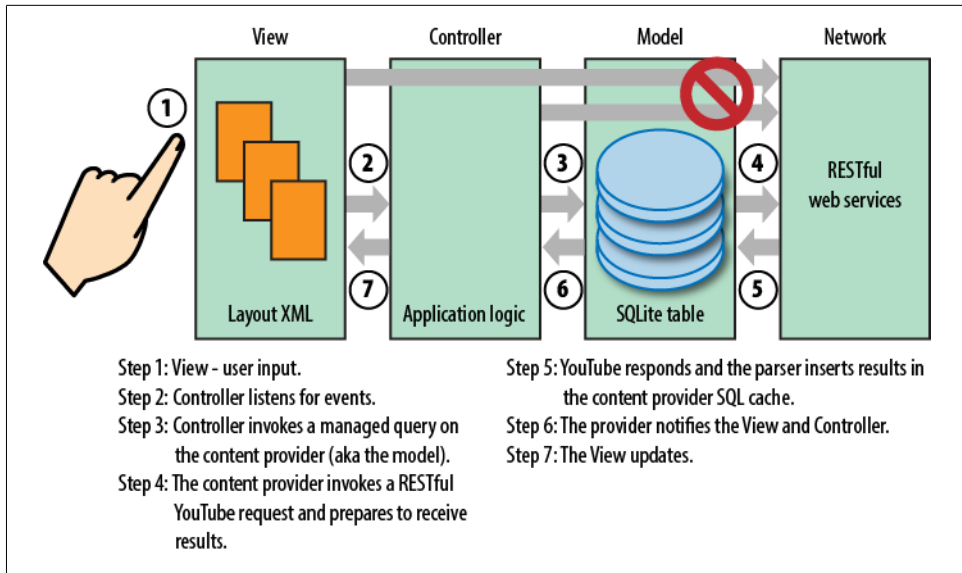 View
Controller
Model
Network
1
2
3
4
RESTful
web services
7
6
5
Layout XML
Application logic
SQLite table
Step 1: View - user input.
Step 2: Controller listens for events.
Step 3: Controller invokes a managed query on
the content provider (aka the model).
Step 4: The content provider invokes a RESTful
YouTube request and prepares to receive
results.
Step 5: YouTube responds and the parser inserts results in
the content provider SQL cache.
Step 6: The provider notifies the View and Controller.
Step 7: The View updates.